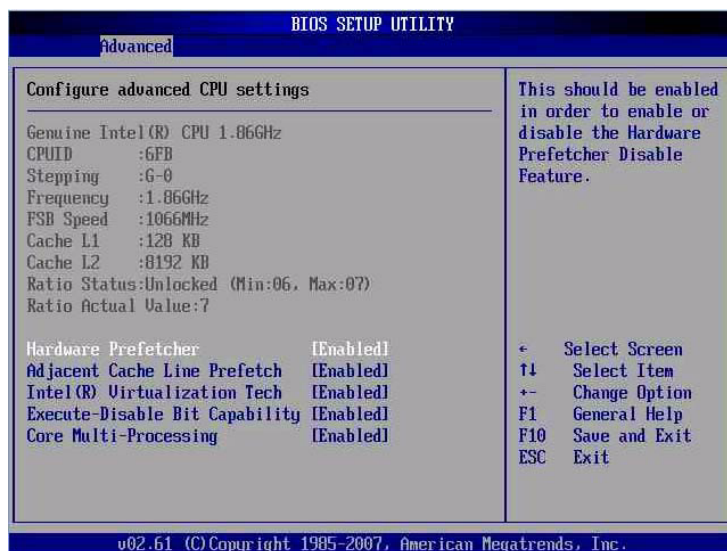 BIOS SETUP UTILITY
Advanced
Configure advanced CPU settings
Genuine Intel(R) CPU 1.86GHz
CPUID :6FB
Stepping :G-0
Frequency :1.86GHz
FSB Speed :1066MHz
Cache L1 :128 KB
Cache L2 :8192 KB
Ratio Status:Unlocked (Min:06, Max:07)
Ratio Actual Value:7
Hardware Prefetcher [Enabled]
Adjacent Cache Line Prefetch [Enabled]
Intel(R) Virtualization Tech [Enabled]
Execute-Disable Bit Capability [Enabled]
Core Multi-Processing [Enabled]
This should be enabled
in order to enable or
disable the Hardware
Prefetcher Disable
Feature.
← Select Screen
↑↓ Select Item
+- Change Option
F1 General Help
F10 Save and Exit
ESC Exit
v02.61 (C)Copyright 1985-2007, American Megatrends, Inc.